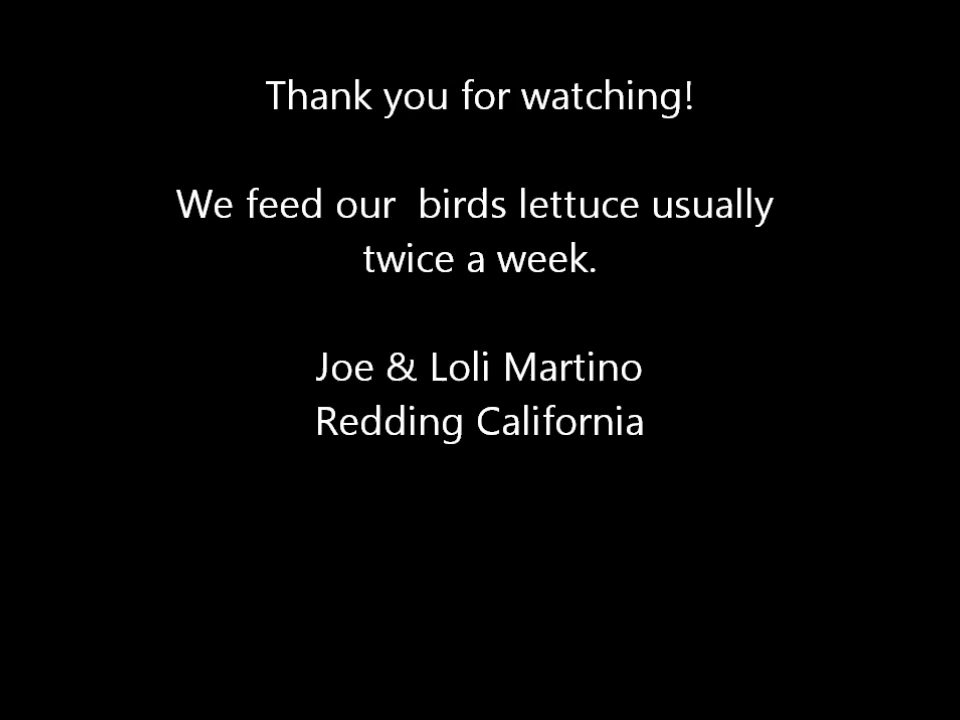 Thank you for watching!
We feed our  birds lettuce usually
twice a week.
Joe & Loli Martino
Redding California